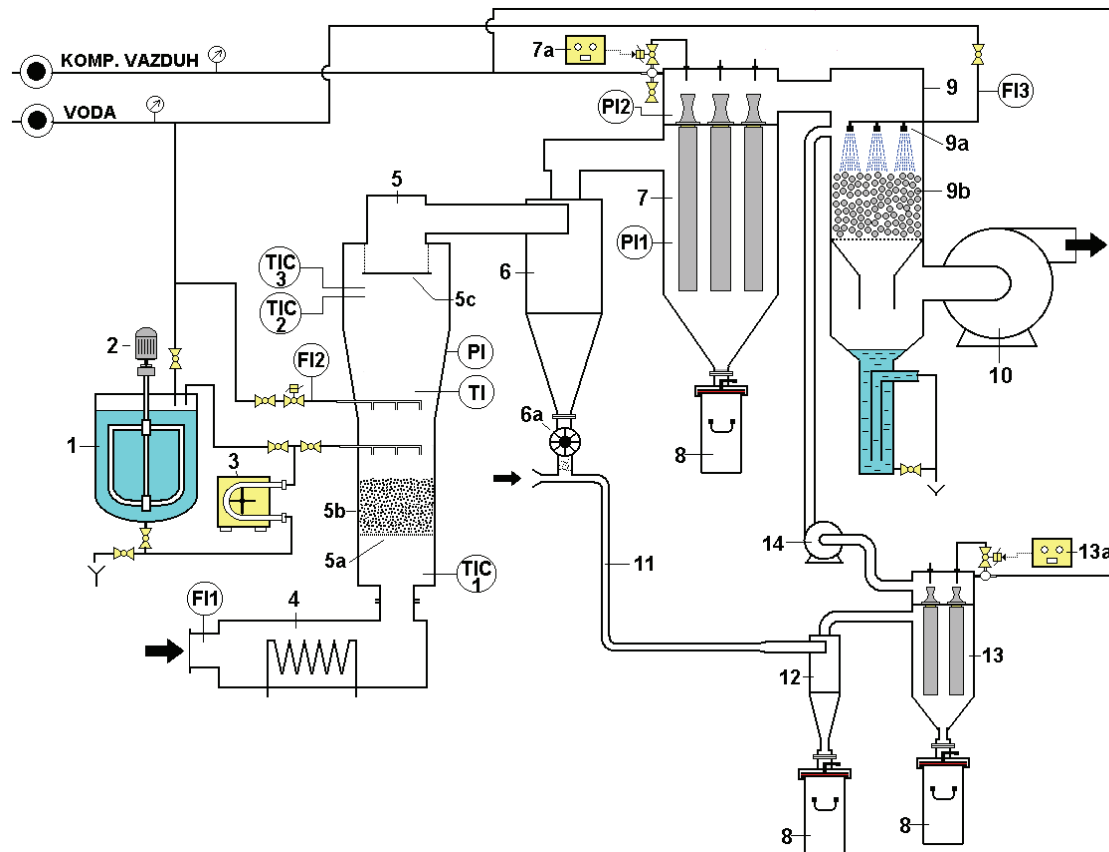 7a
KOMP. VAZDUH
9
PI2
FI3
VODA
9a
5
7
9b
TIC
3
PI1
6
5c
TIC
2
2
FI2
PI
10
TI
6a
1
8
3
5b
14
13a
5a
11
TIC
1
FI1
4
13
12
8
8